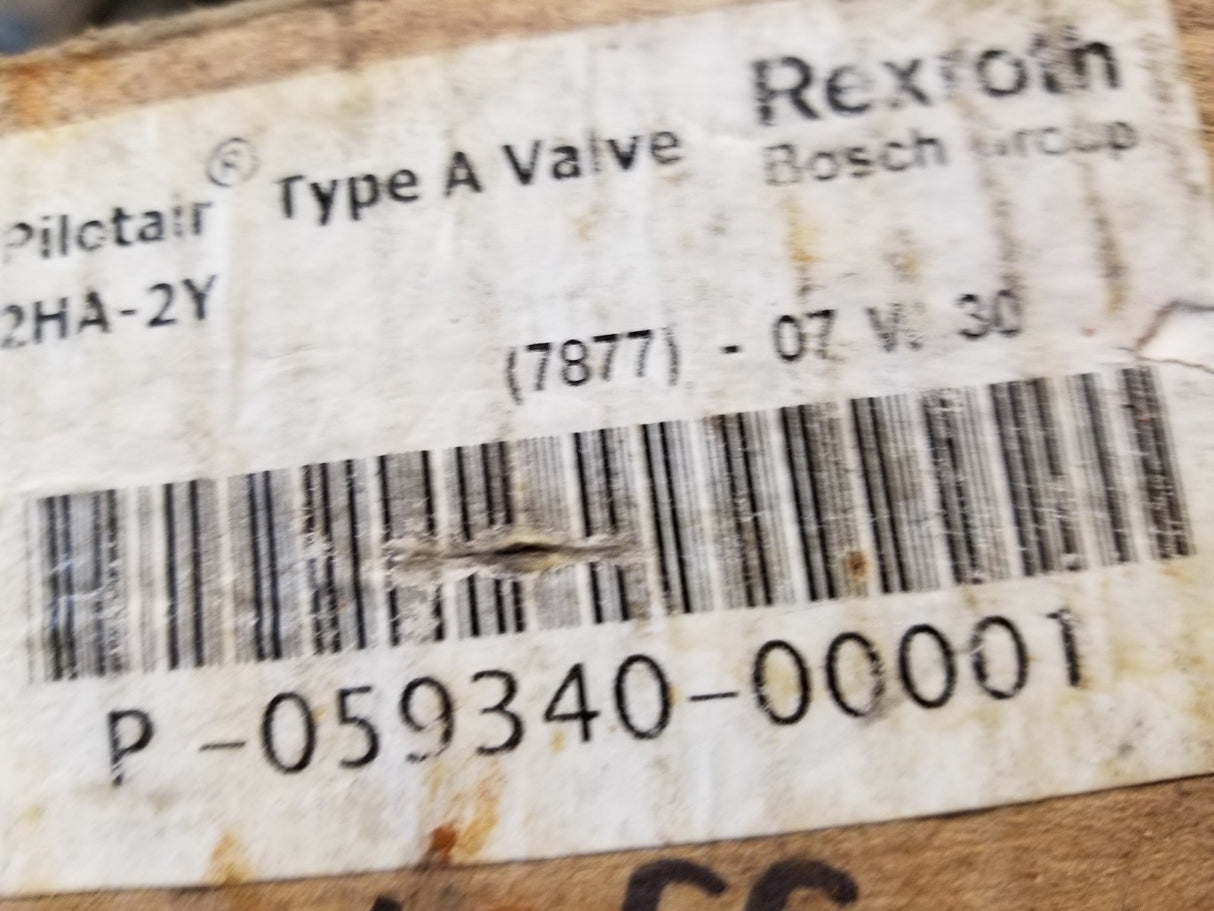 Rexroth
Bosch Group
Pilotair® Type A Valve
2HA-2Y
(7877) - 07 W 30
P -059340-00001